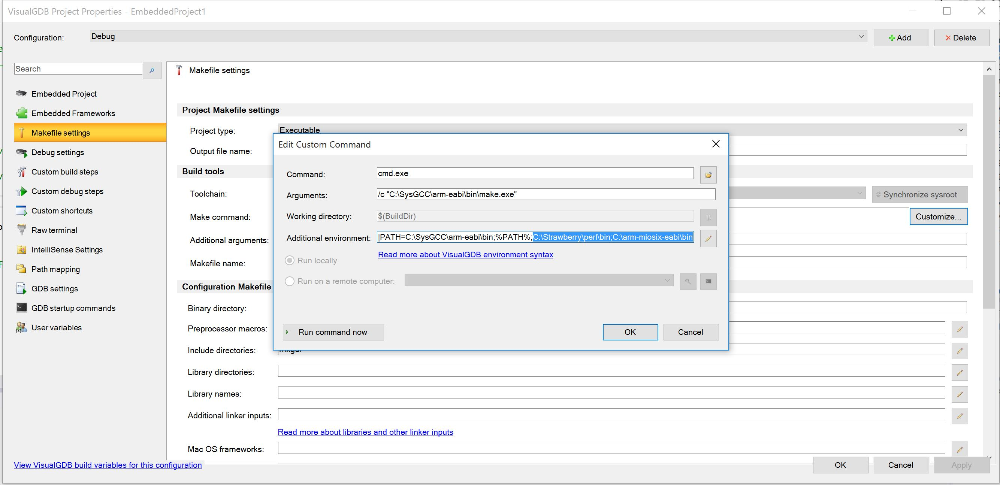 VisualGDB Project Properties - EmbeddedProject1
Configuration:
Debug
Add
Delete
Search
Embedded Project
Embedded Frameworks
Makefile settings
Debug settings
Custom build steps
Custom debug steps
Custom shortcuts
Raw terminal
IntelliSense Settings
Path mapping
GDB settings
GDB startup commands
User variables
View VisualGDB build variables for this configuration
Makefile settings
Project Makefile settings
Project type:
Executable
Output file name:
Build tools
Toolchain:
Synchronize sysroot
Make command:
Customize...
Additional arguments:
Makefile name:
Configuration Makefile
Binary directory:
Preprocessor macros:
Include directories:
Library directories:
Library names:
Additional linker inputs:
Read more about libraries and other linker inputs
Mac OS frameworks:
OK
Cancel
Apply
Edit Custom Command
Command:
cmd.exe
Arguments:
/c "C:\SysGCC\arm-eabi\bin\make.exe"
Working directory:
$(BuildDir)
Additional environment:
|PATH=C:\SysGCC\arm-eabi\bin;%PATH%;C:\Strawberry\perl\bin;C:\arm-miosix-eabi\bin
Read more about VisualGDB environment syntax
Run locally
Run on a remote computer:
Run command now
OK
Cancel